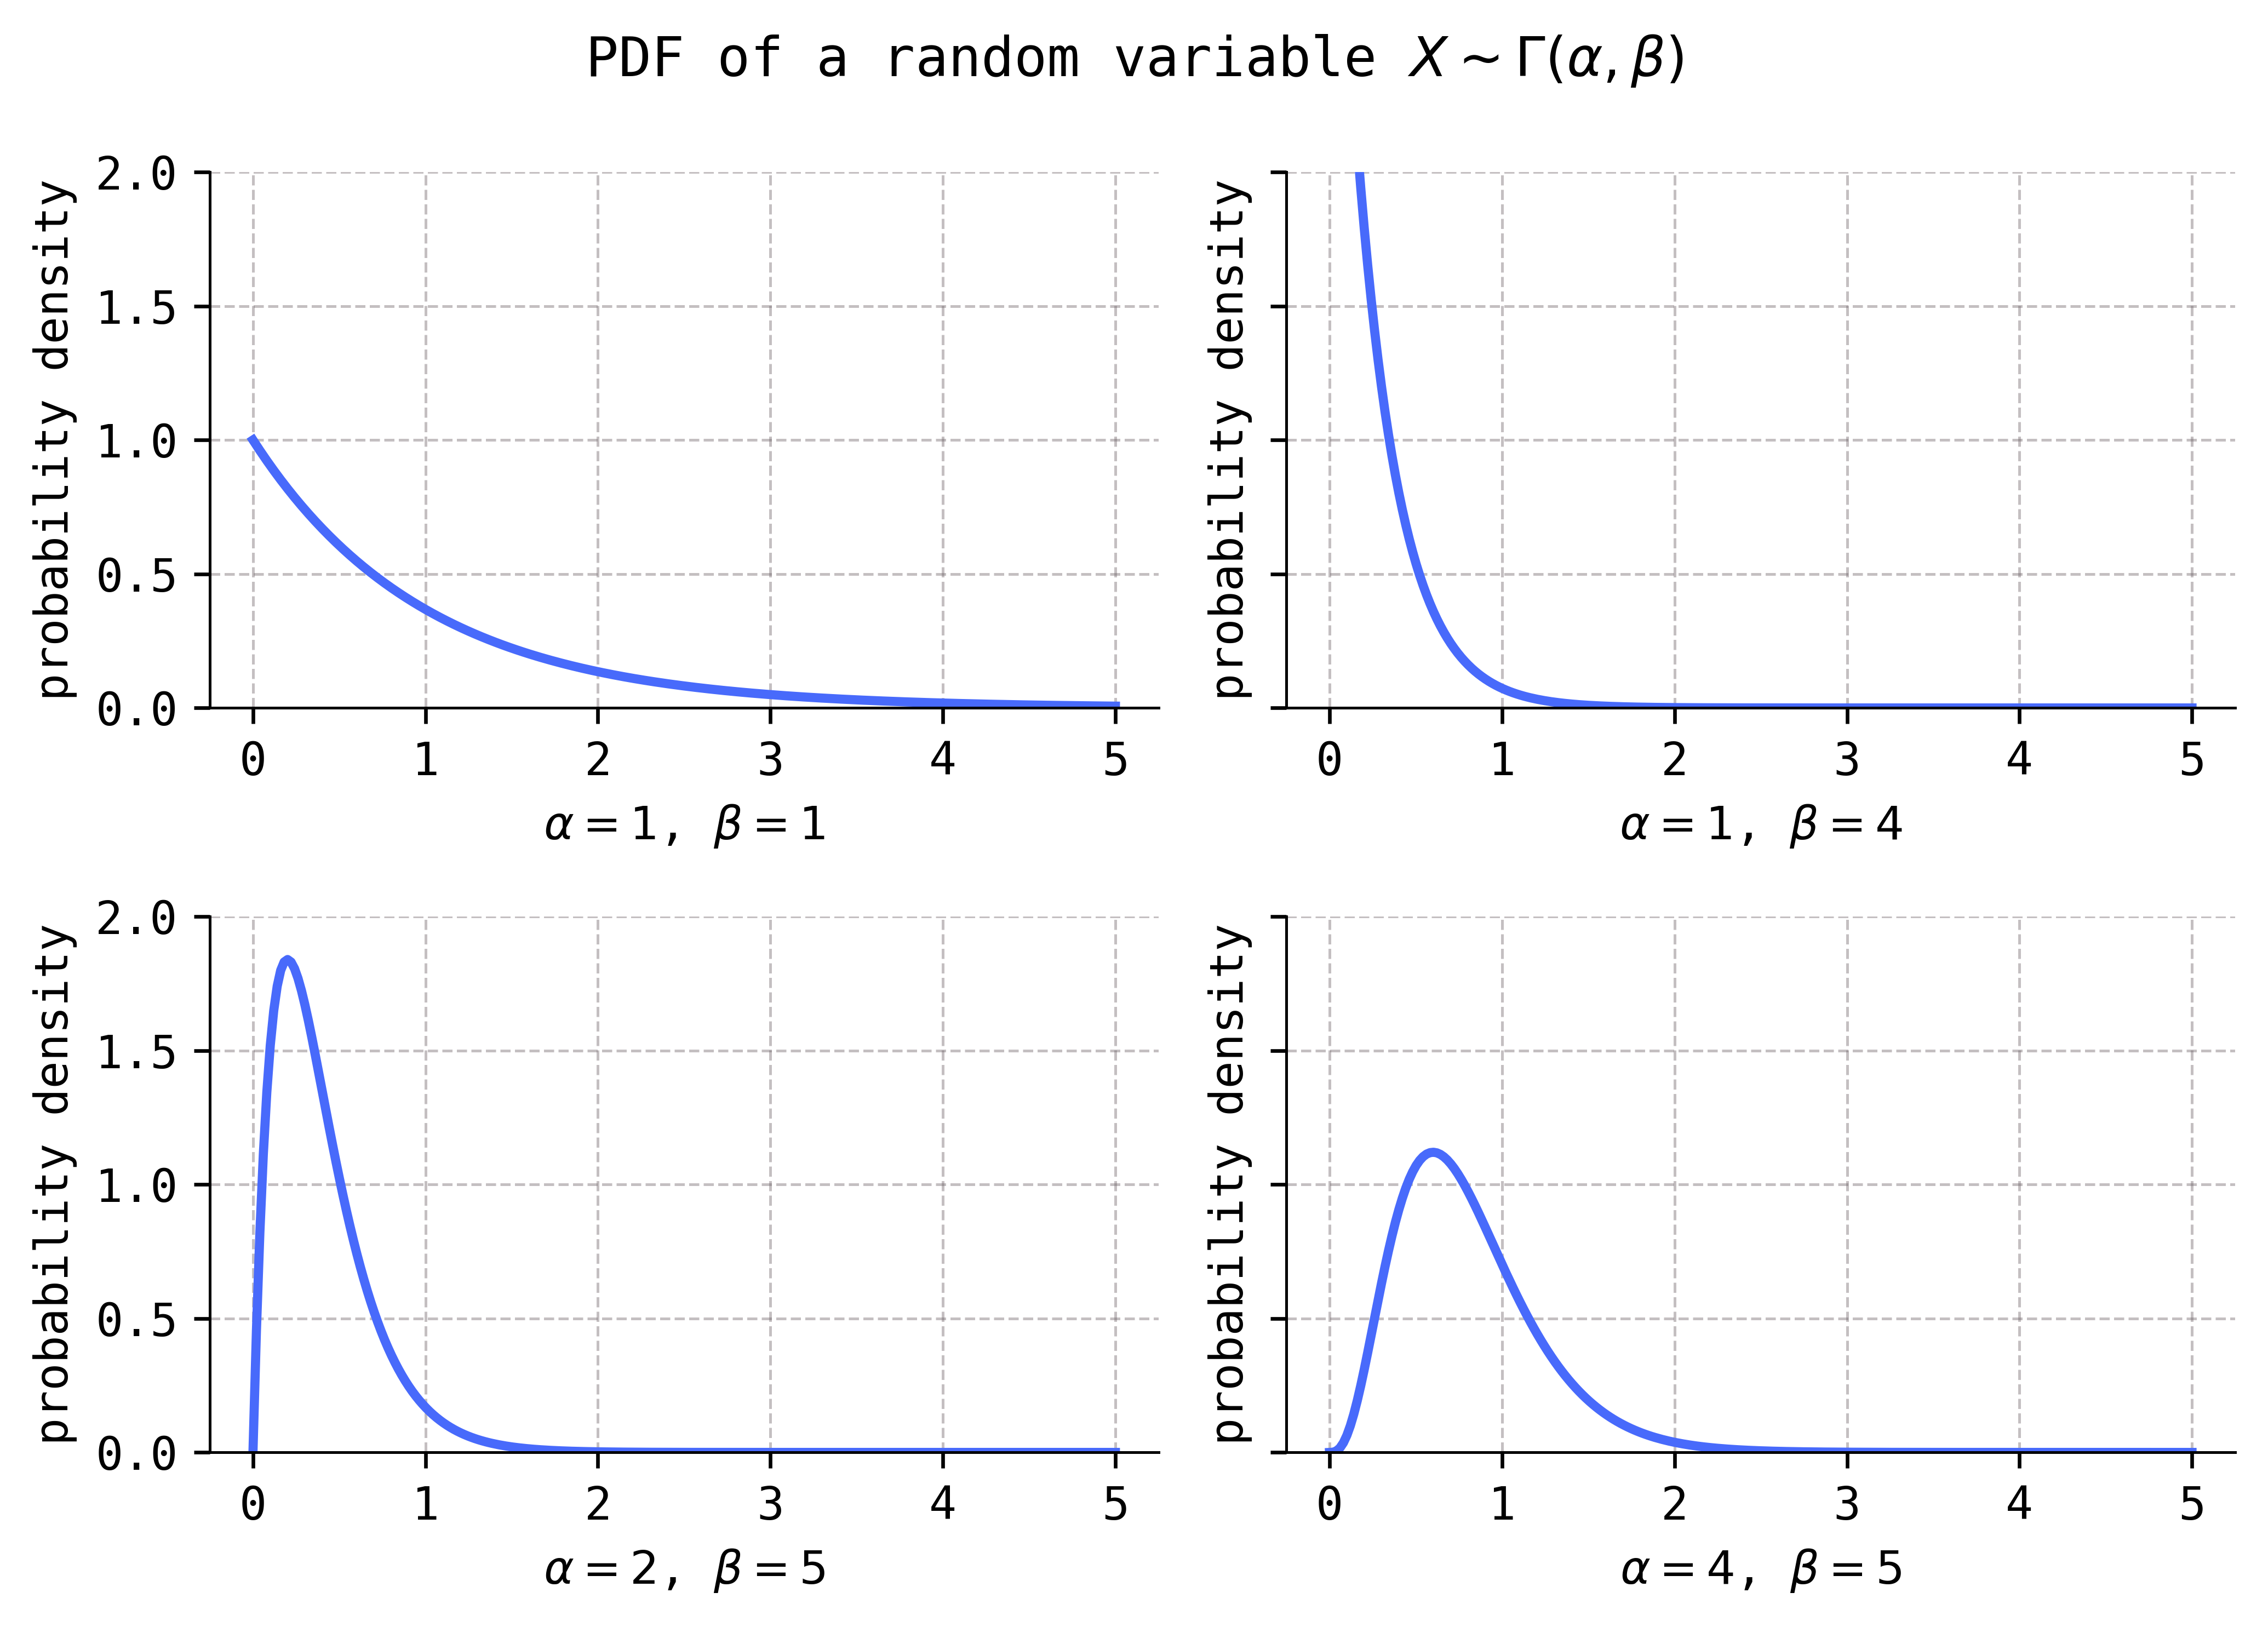 PDF of a random variable X ~ Γ(α, β)
probability density
2.0
1.5
1.0
0.5
0.0
0 1 2 3 4 5
α = 1, β = 1
probability density
0 1 2 3 4 5
α = 1, β = 4
probability density
2.0
1.5
1.0
0.5
0.0
0 1 2 3 4 5
α = 2, β = 5
probability density
0 1 2 3 4 5
α = 4, β = 5